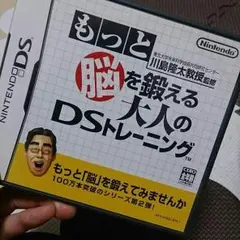 もっと
東北大学未来科学技術共同研究センター
川島隆太教授監修
Nintendo
脳を鍛える
大人の
DSトレーニング
TM
NINTENDO DS
もっと「脳」を鍛えてみませんか
100万本突破のシリーズ第2弾!